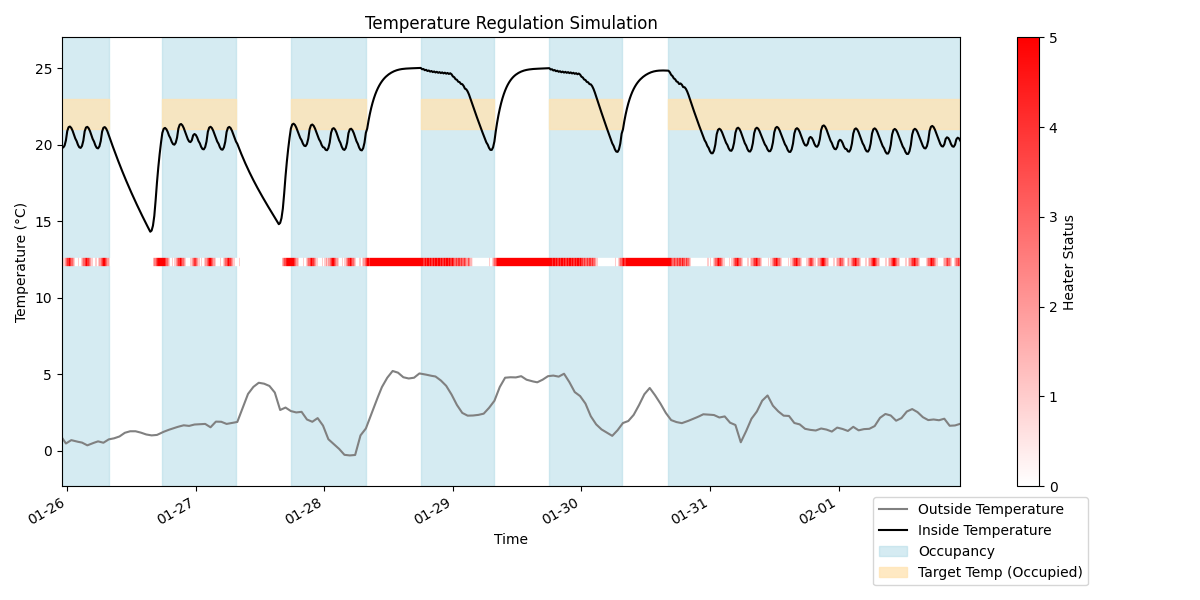 Temperature Regulation Simulation
Temperature (°C)
25
20
15
10
5
0
01-26
01-27
01-28
01-29
01-30
01-31
02-01
Time
5
4
3
2
1
0
Heater Status
Outside Temperature
Inside Temperature
Occupancy
Target Temp (Occupied)